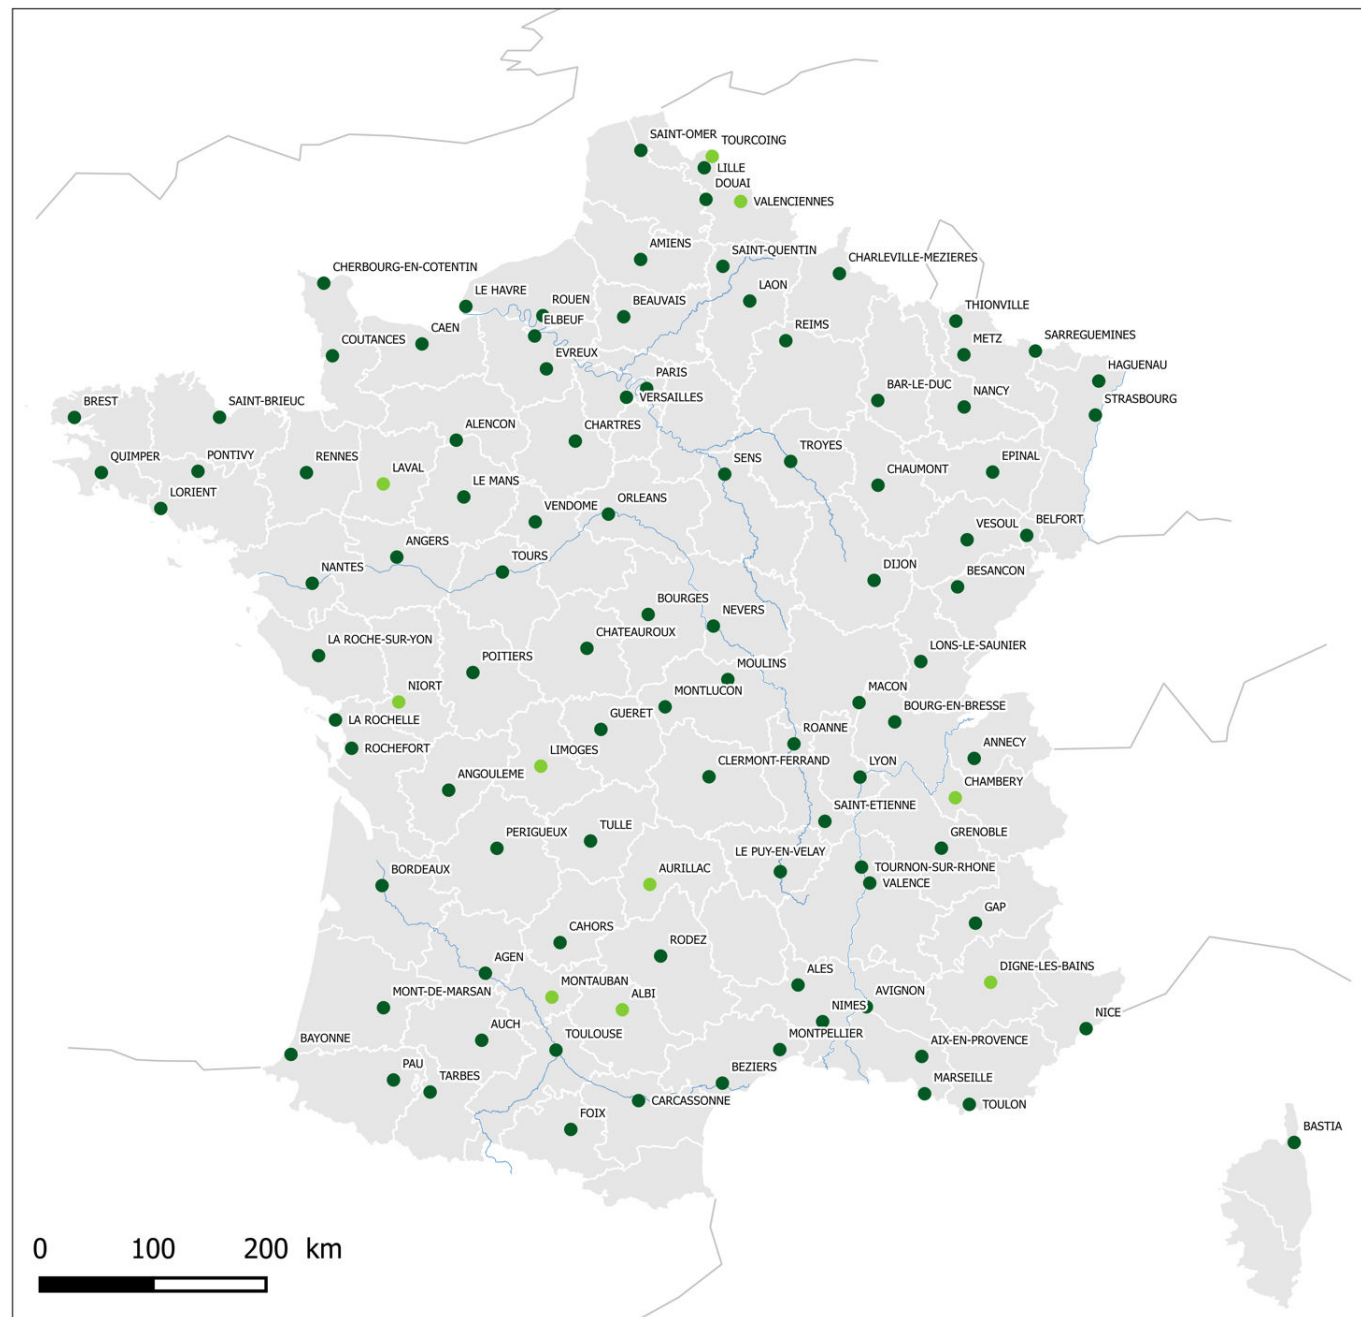 SAINT-OMER
TOURCOING
LILLE
DOUAI
VALENCIENNES
AMIENS
SAINT-QUENTIN
CHARLEVILLE-MEZIERES
CHERBOURG-EN-COTENTIN
LE HAVRE
ROUEN
BEAUVAIS
LAON
THIONVILLE
ELBEUF
CAEN
COUTANCES
REIMS
METZ
SARREGUEMINES
EVREUX
HAGUENAU
PARIS
BAR-LE-DUC
NANCY
VERSAILLES
BREST
SAINT-BRIEUC
STRASBOURG
ALENCON
CHARTRES
TROYES
QUIMPER
PONTIVY
RENNES
LAVAL
SENS
CHAUMONT
EPINAL
LE MANS
LORIENT
VENDOME
ORLEANS
VESOUL
BELFORT
ANGERS
TOURS
NANTES
DIJON
BESANCON
BOURGES
NEVERS
LA ROCHE-SUR-YON
CHATEAUROUX
LONS-LE-SAUNIER
POITIERS
MOULINS
NIORT
MONTLUCON
MACON
LA ROCHELLE
GUERET
BOURG-EN-BRESSE
ROCHEFORT
LIMOGES
ROANNE
ANNECY
ANGOULEME
CLERMONT-FERRAND
LYON
CHAMBERY
SAINT-ETIENNE
PERIGUEUX
TULLE
GRENOBLE
LE PUY-EN-VELAY
BORDEAUX
AURILLAC
TOURNON-SUR-RHONE
VALENCE
GAP
CAHORS
RODEZ
AGEN
DIGNE-LES-BAINS
MONT-DE-MARSAN
MONTAUBAN
ALBI
ALES
AVIGNON
NIMES
NICE
BAYONNE
AUCH
TOULOUSE
MONTPELLIER
AIX-EN-PROVENCE
PAU
TARBES
BEZIERS
MARSEILLE
CARCASSONNE
TOULON
FOIX
BASTIA
0 100 200 km